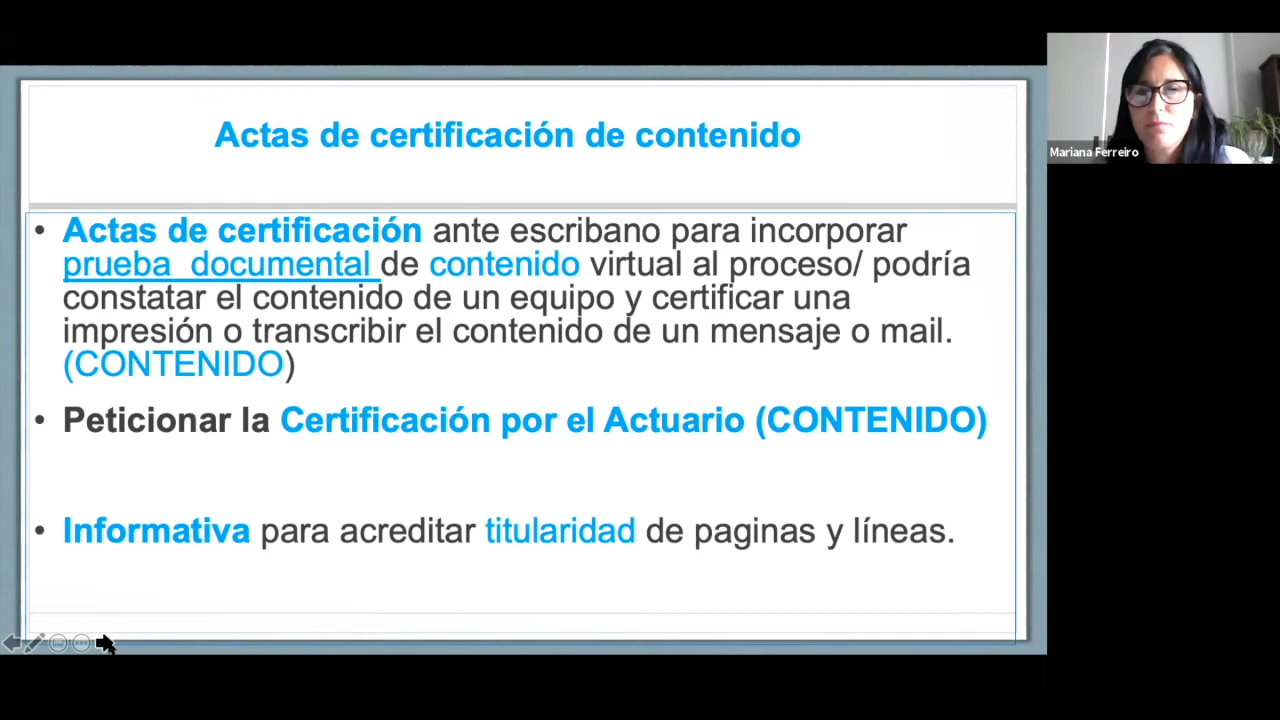 Actas de certificación de contenido
Mariana Ferreiro
• Actas de certificación ante escribano para incorporar
prueba documental de contenido virtual al proceso/ podría
constatar el contenido de un equipo y certificar una
impresión o transcribir el contenido de un mensaje o mail.
(CONTENIDO)
• Peticionar la Certificación por el Actuario (CONTENIDO)
• Informativa para acreditar titularidad de paginas y líneas.